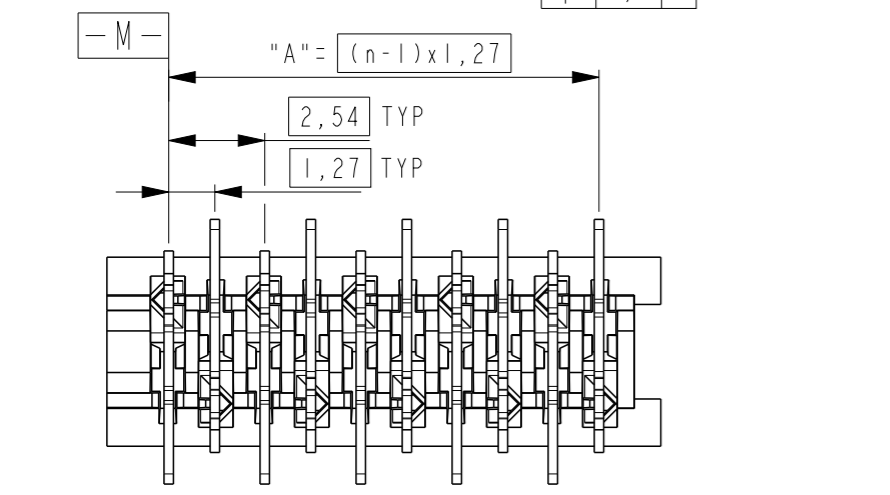 -M-
"A"= (n-1)x1,27
2,54 TYP
1,27 TYP